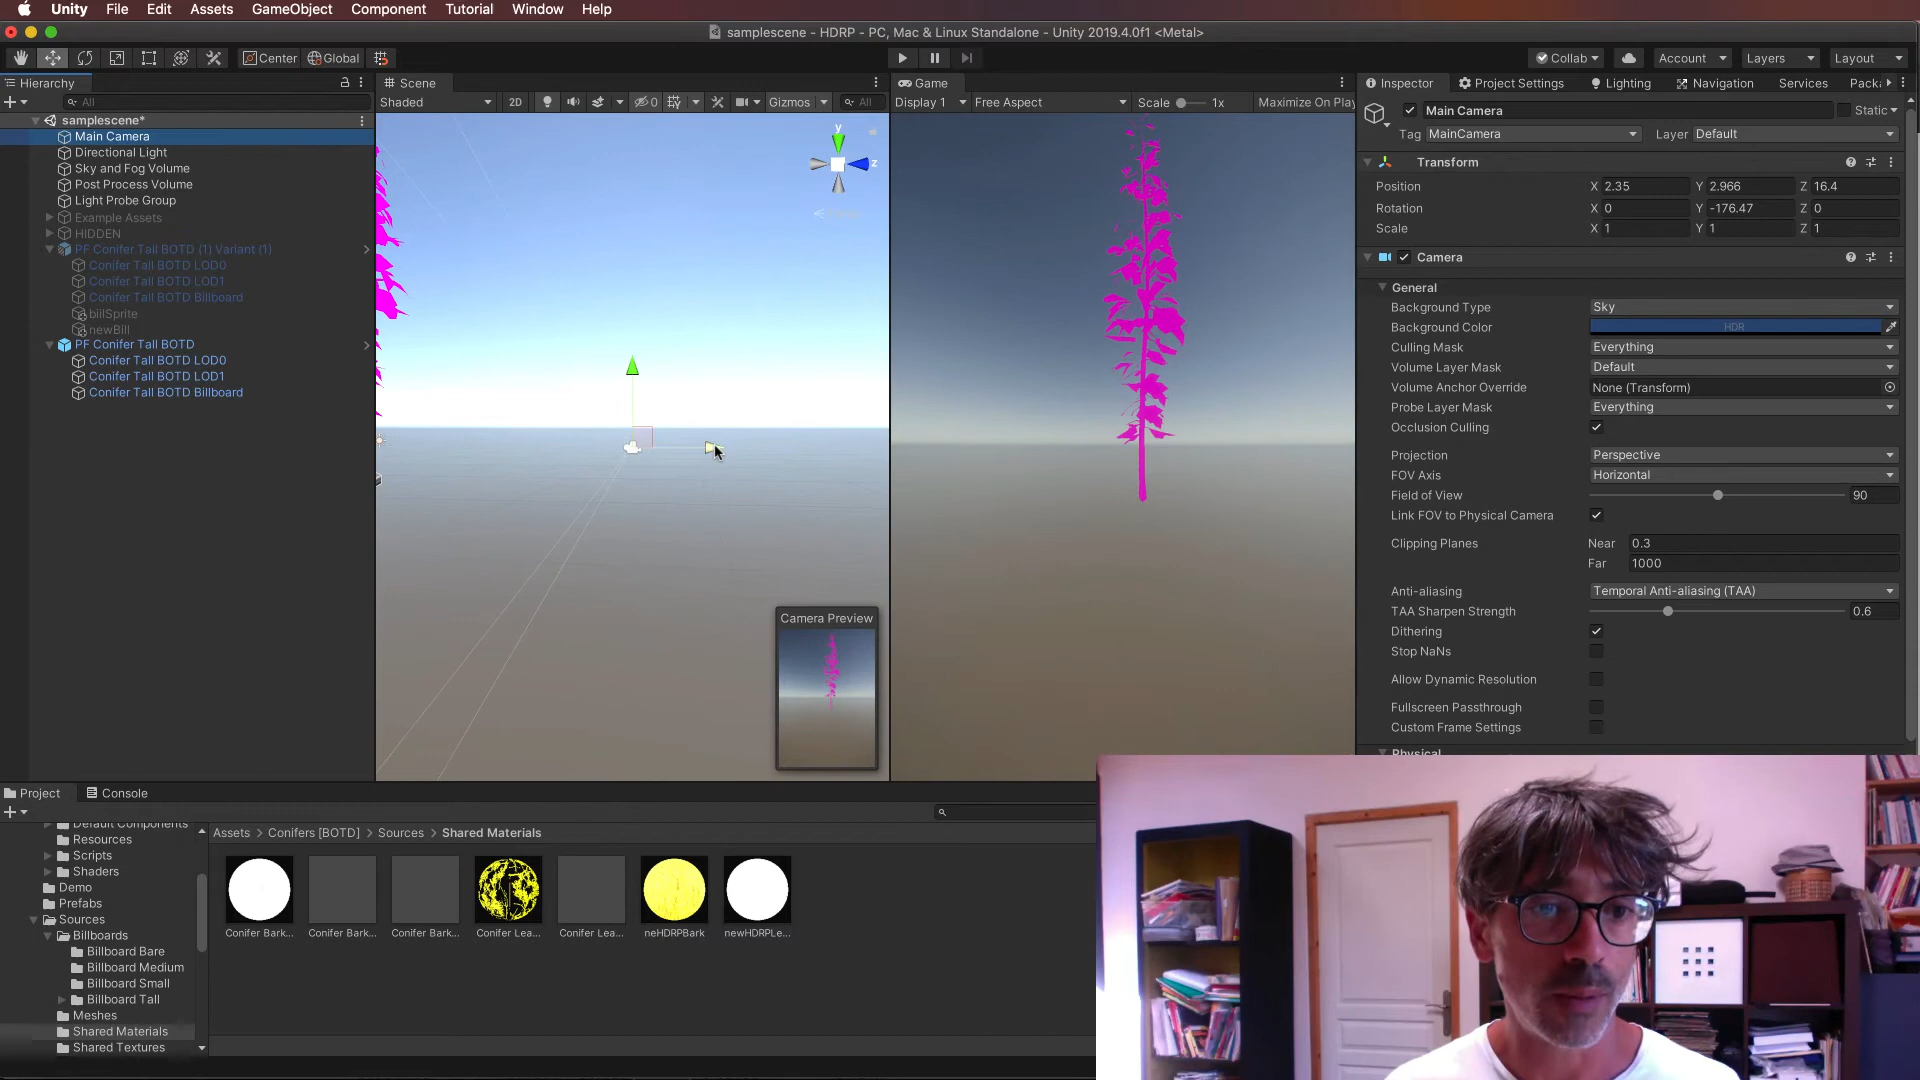 Unity File Edit Assets GameObject Component Tutorial Window Help
samplescene - HDRP - PC, Mac & Linux Standalone - Unity 2019.4.0f1 <Metal>
Center Global Collab Account Layers Layout
Hierarchy
All
samplescene*
Main Camera
Directional Light
Sky and Fog Volume
Post Process Volume
Light Probe Group
Example Assets
HIDDEN
PF Conifer Tall BOTD (1) Variant (1)
Conifer Tall BOTD LOD0
Conifer Tall BOTD LOD1
Conifer Tall BOTD Billboard
biilSprite
newBill
PF Conifer Tall BOTD
Conifer Tall BOTD LOD0
Conifer Tall BOTD LOD1
Conifer Tall BOTD Billboard
Scene
Shaded 2D 0 Gizmos All
y
z
Camera Preview
Game
Display 1 Free Aspect Scale 1x Maximize On Play
Inspector Project Settings Lighting Navigation Services Packa
Main Camera Static
Tag MainCamera Layer Default
Transform
Position X 2.35 Y 2.966 Z 16.4
Rotation X 0 Y -176.47 Z 0
Scale X 1 Y 1 Z 1
Camera
General
Background Type Sky
Background Color HDR
Culling Mask Everything
Volume Layer Mask Default
Volume Anchor Override None (Transform)
Probe Layer Mask Everything
Occlusion Culling
Projection Perspective
FOV Axis Horizontal
Field of View 90
Link FOV to Physical Camera
Clipping Planes Near 0.3
Far 1000
Anti-aliasing Temporal Anti-aliasing (TAA)
TAA Sharpen Strength 0.6
Dithering
Stop NaNs
Allow Dynamic Resolution
Fullscreen Passthrough
Custom Frame Settings
Physical
Project Console
Default Components
Resources
Scripts
Shaders
Demo
Prefabs
Sources
Billboards
Billboard Bare
Billboard Medium
Billboard Small
Billboard Tall
Meshes
Shared Materials
Shared Textures
Assets > Conifers [BOTD] > Sources > Shared Materials
Conifer Bark... Conifer Bark... Conifer Bark... Conifer Lea... Conifer Lea... neHDRPBark newHDRPLe...